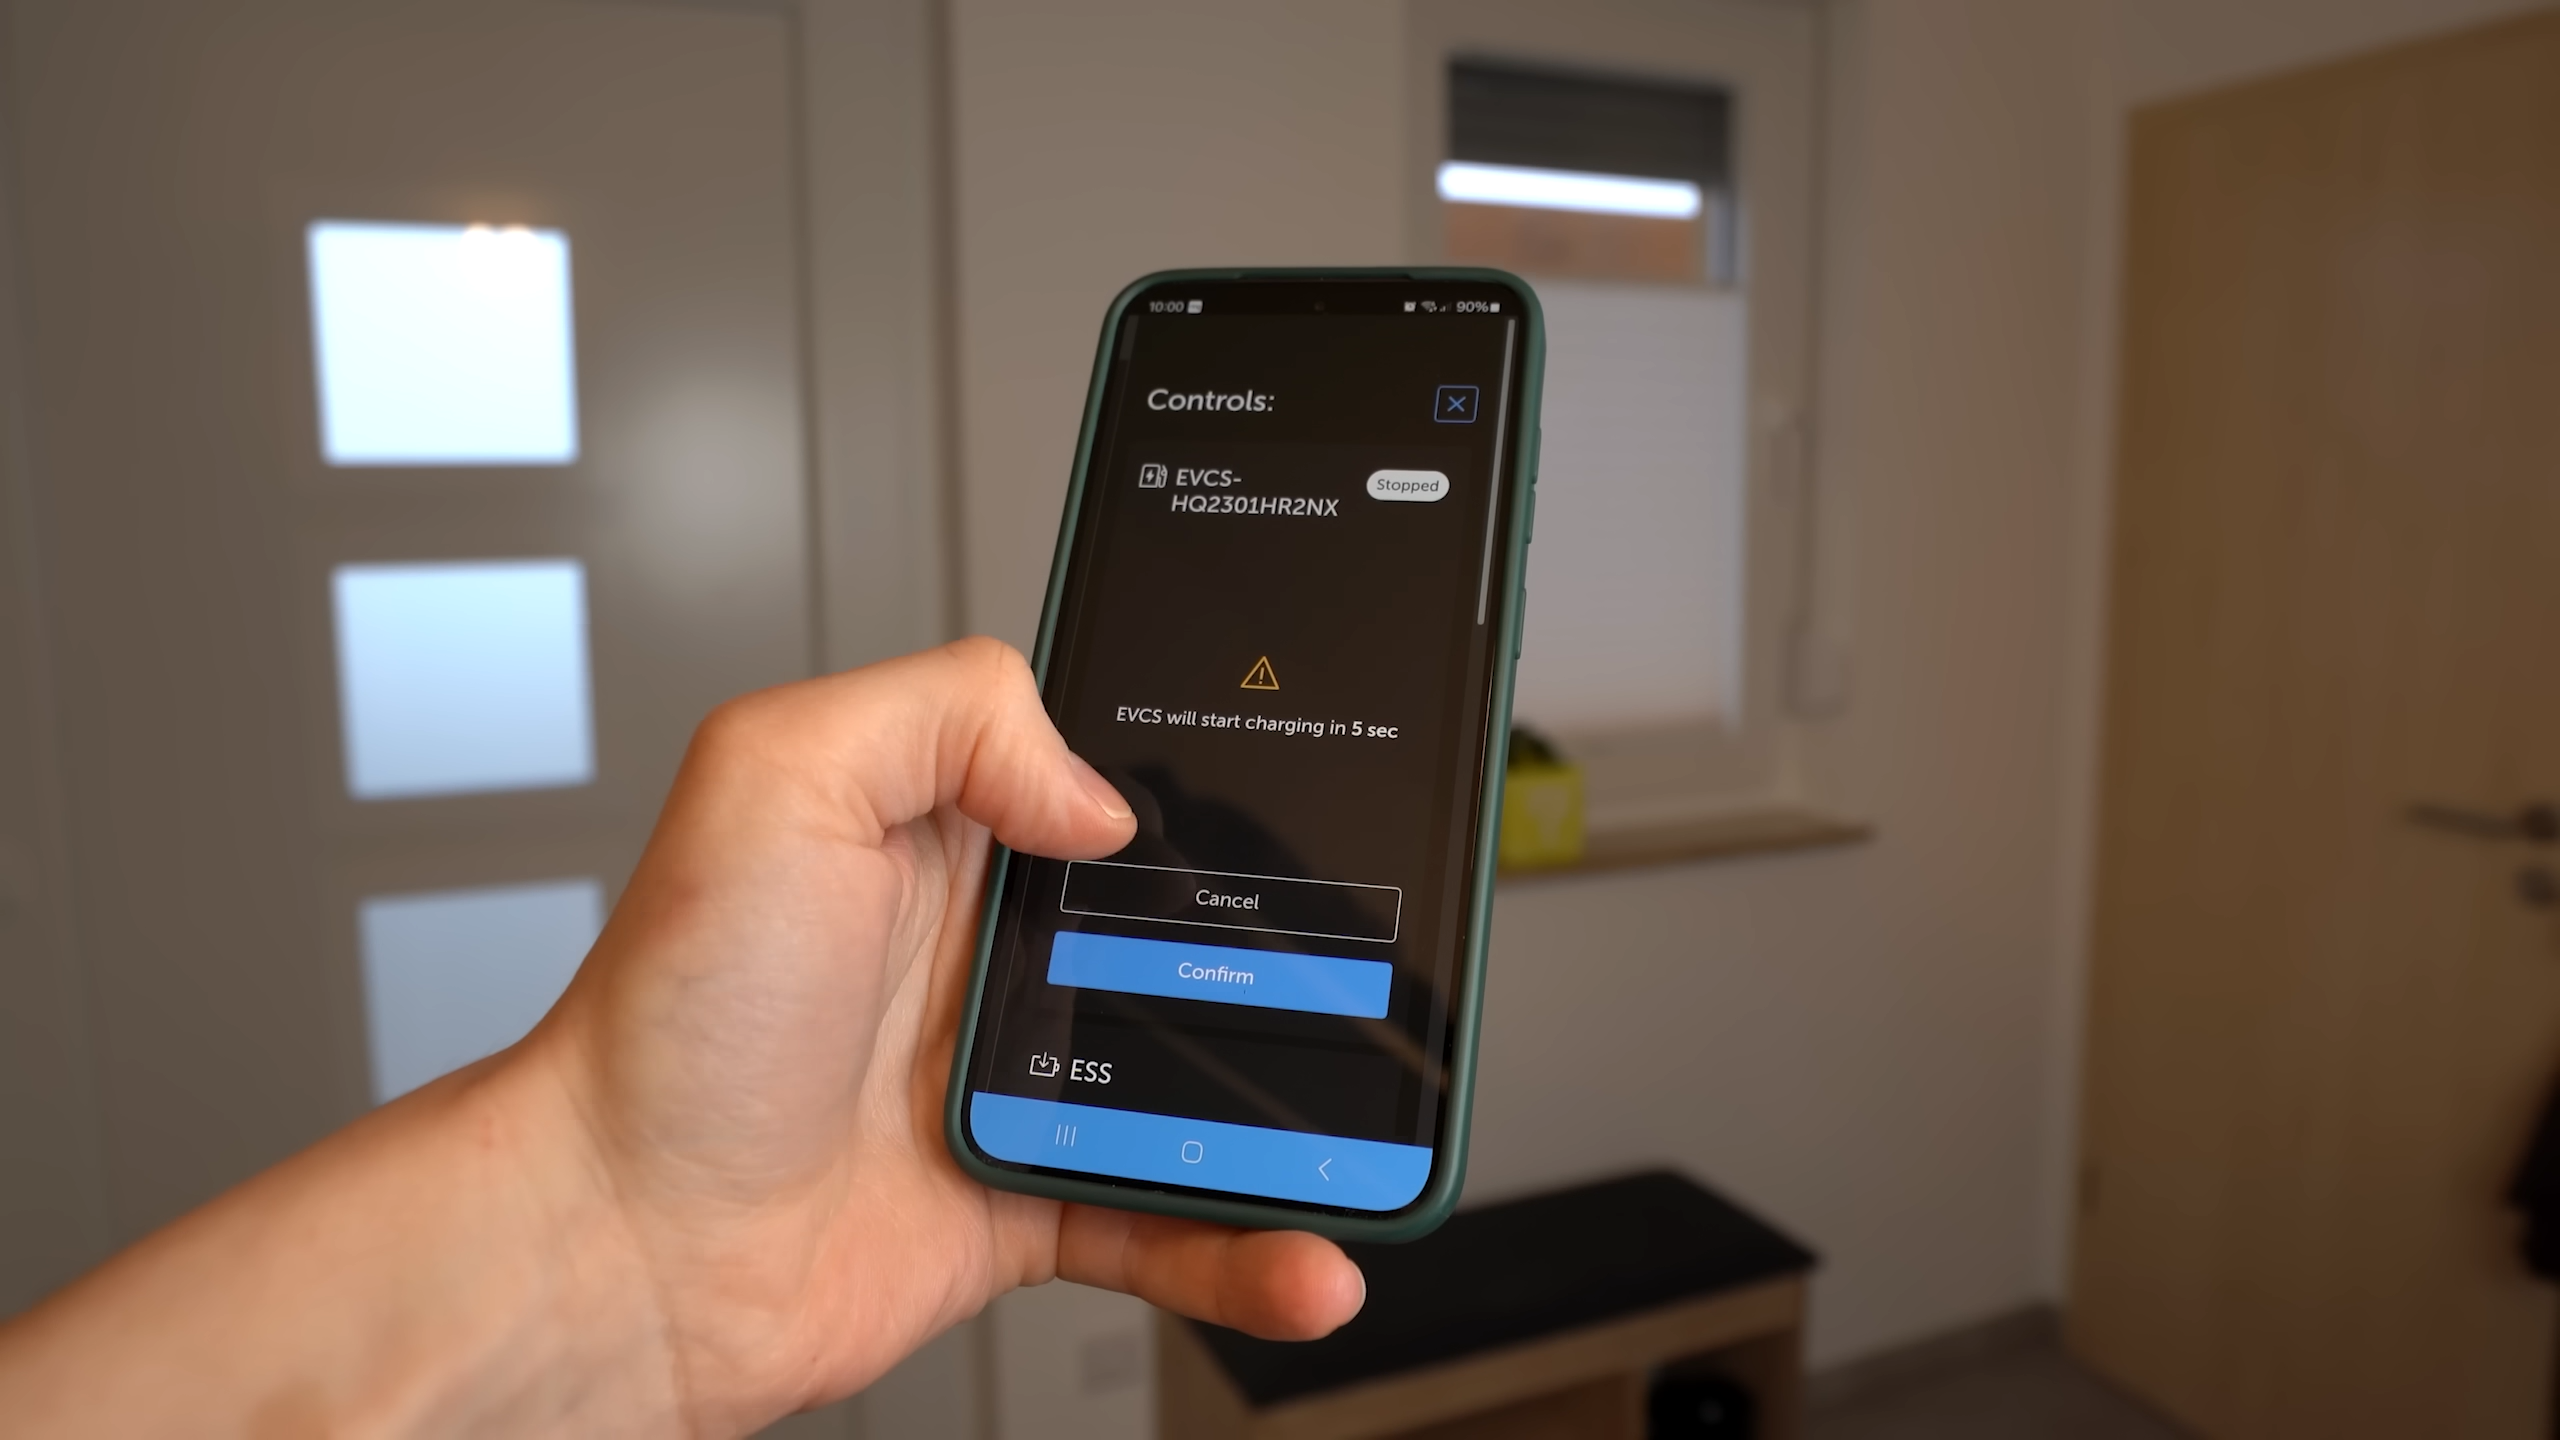 10:00 90%
Controls:
EVCS-
HQ2301HR2NX
Stopped
EVCS will start charging in 5 sec
Cancel
Confirm
ESS